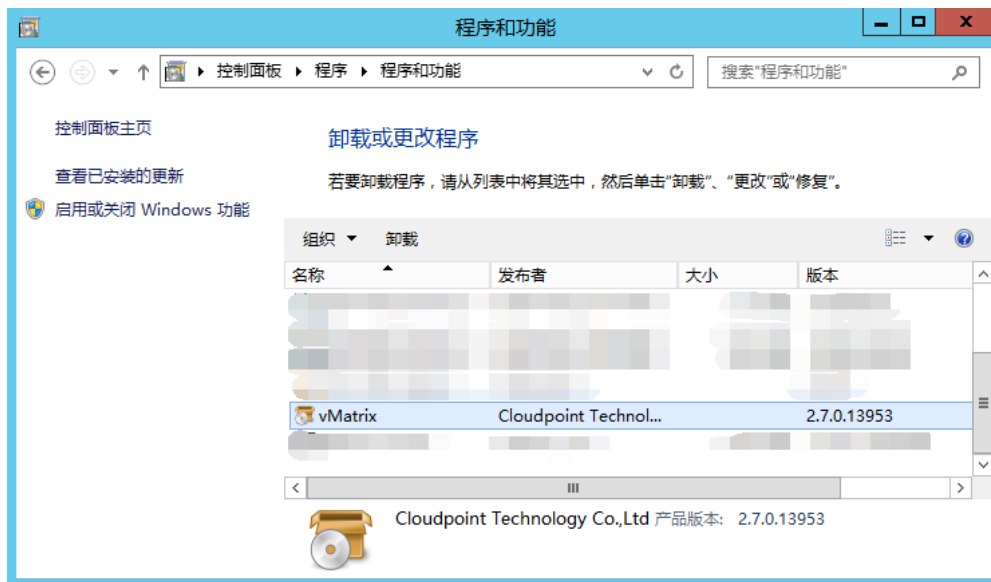 程序和功能
控制面板 程序 程序和功能
搜索"程序和功能"
控制面板主页
查看已安装的更新
启用或关闭 Windows 功能
卸载或更改程序
若要卸载程序，请从列表中将其选中，然后单击"卸载"、"更改"或"修复"。
组织 卸载
名称 发布者 大小 版本
vMatrix Cloudpoint Technol... 2.7.0.13953
Cloudpoint Technology Co.,Ltd 产品版本: 2.7.0.13953